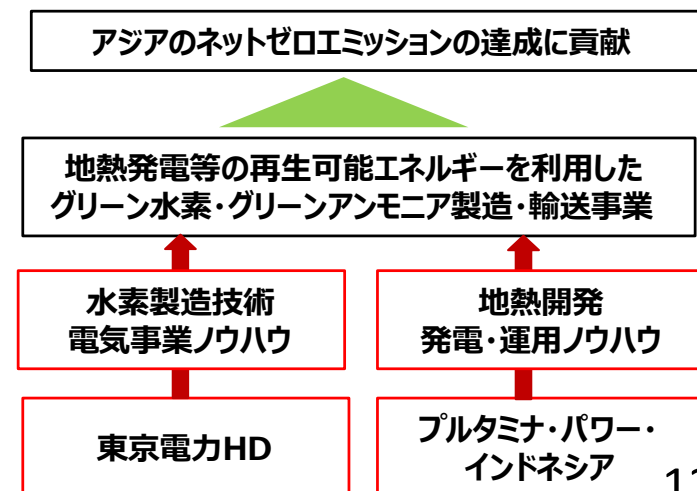 アジアのネットゼロエミッションの達成に貢献
地熱発電等の再生可能エネルギーを利用した
グリーン水素・グリーンアンモニア製造・輸送事業
水素製造技術
電気事業ノウハウ
地熱開発
発電・運用ノウハウ
東京電力HD
プルタミナ・パワー・
インドネシア
11